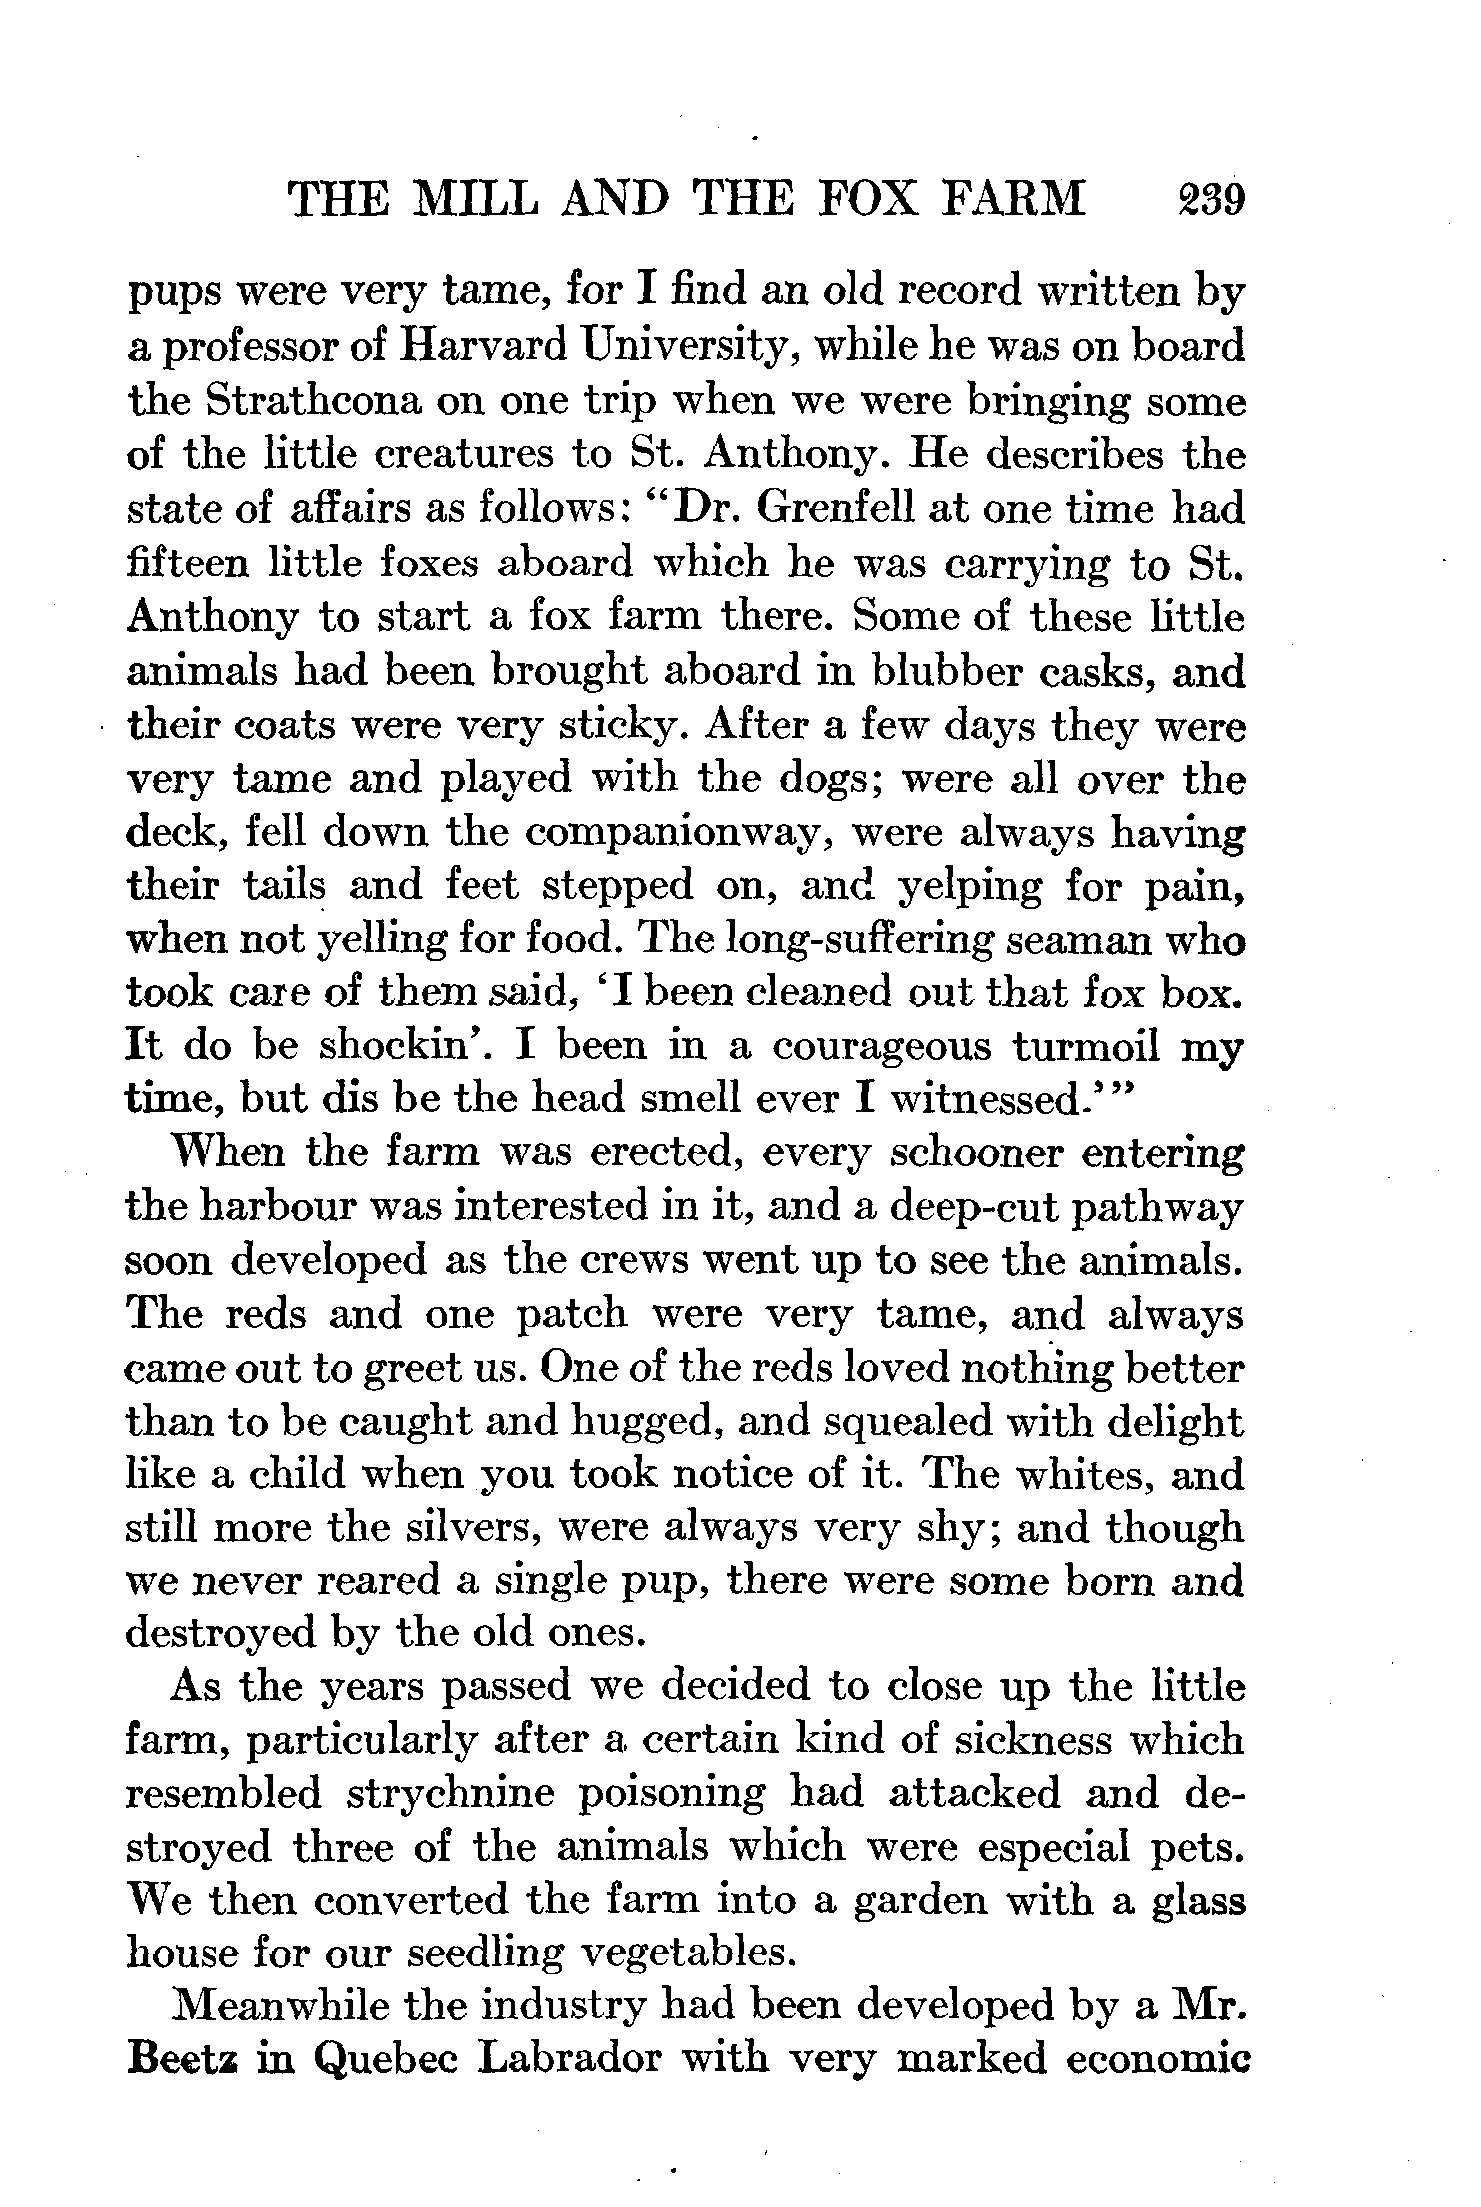 THE MILL AND THE FOX FARM 239
pups were very tame, for I find an old record written by
a professor of Harvard University, while he was on board
the Strathcona on one trip when we were bringing some
of the little creatures to St. Anthony. He describes the
state of affairs as follows: “Dr. Grenfell at one time had
fifteen little foxes aboard which he was carrying to St.
Anthony to start a fox farm there. Some of these little
animals had been brought aboard in blubber casks, and
their coats were very sticky. After a few days they were
very tame and played with the dogs; were all over the
deck, fell down the companionway, were always having
their tails and feet stepped on, and yelping for pain,
when not yelling for food. The long-suffering seaman who
took care of them said, ‘I been cleaned out that fox box.
It do be shockin’. I been in a courageous turmoil my
time, but dis be the head smell ever I witnessed.’”
When the farm was erected, every schooner entering
the harbour was interested in it, and a deep-cut pathway
soon developed as the crews went up to see the animals.
The reds and one patch were very tame, and always
came out to greet us. One of the reds loved nothing better
than to be caught and hugged, and squealed with delight
like a child when you took notice of it. The whites, and
still more the silvers, were always very shy; and though
we never reared a single pup, there were some born and
destroyed by the old ones.
As the years passed we decided to close up the little
farm, particularly after a certain kind of sickness which
resembled strychnine poisoning had attacked and de-
stroyed three of the animals which were especial pets.
We then converted the farm into a garden with a glass
house for our seedling vegetables.
Meanwhile the industry had been developed by a Mr.
Beetz in Quebec Labrador with very marked economic